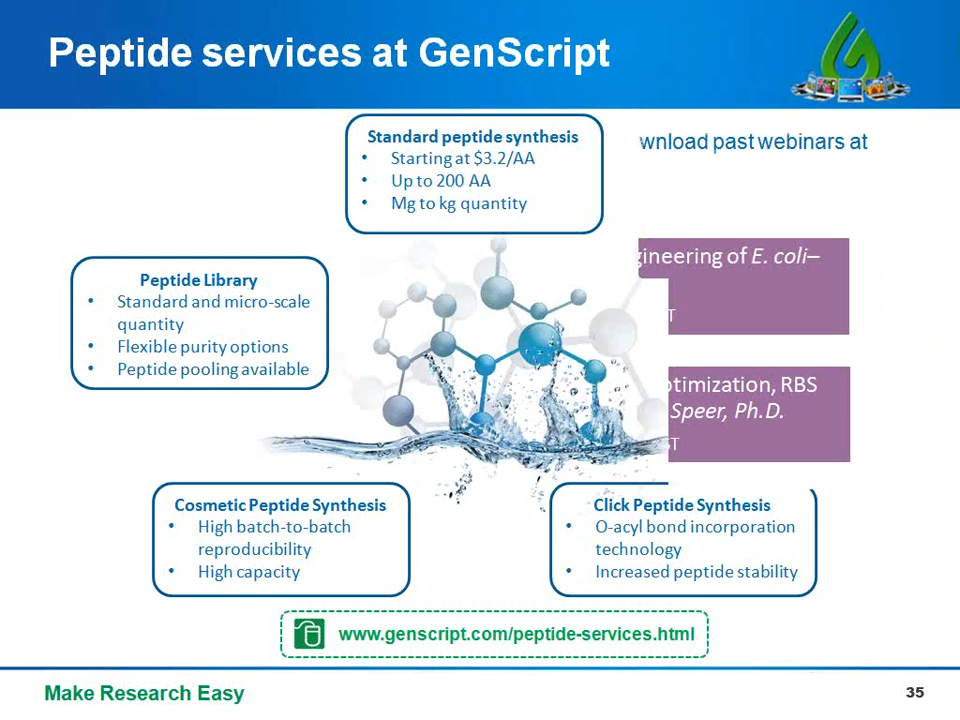 Peptide services at GenScript
Standard peptide synthesis
• Starting at $3.2/AA
• Up to 200 AA
• Mg to kg quantity
past webinars at
Peptide Library
• Standard and micro-scale
quantity
• Flexible purity options
• Peptide pooling available
of E. coli–
RBS
Speer, Ph.D.
Cosmetic Peptide Synthesis
• High batch-to-batch
reproducibility
• High capacity
Click Peptide Synthesis
• O-acyl bond incorporation
technology
• Increased peptide stability
www.genscript.com/peptide-services.html
Make Research Easy
35